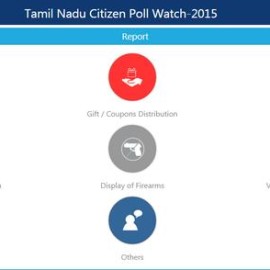 Tamil Nadu Citizen Poll Watch-2015
Report
Gift / Coupons Distribution
Display of Firearms
Others